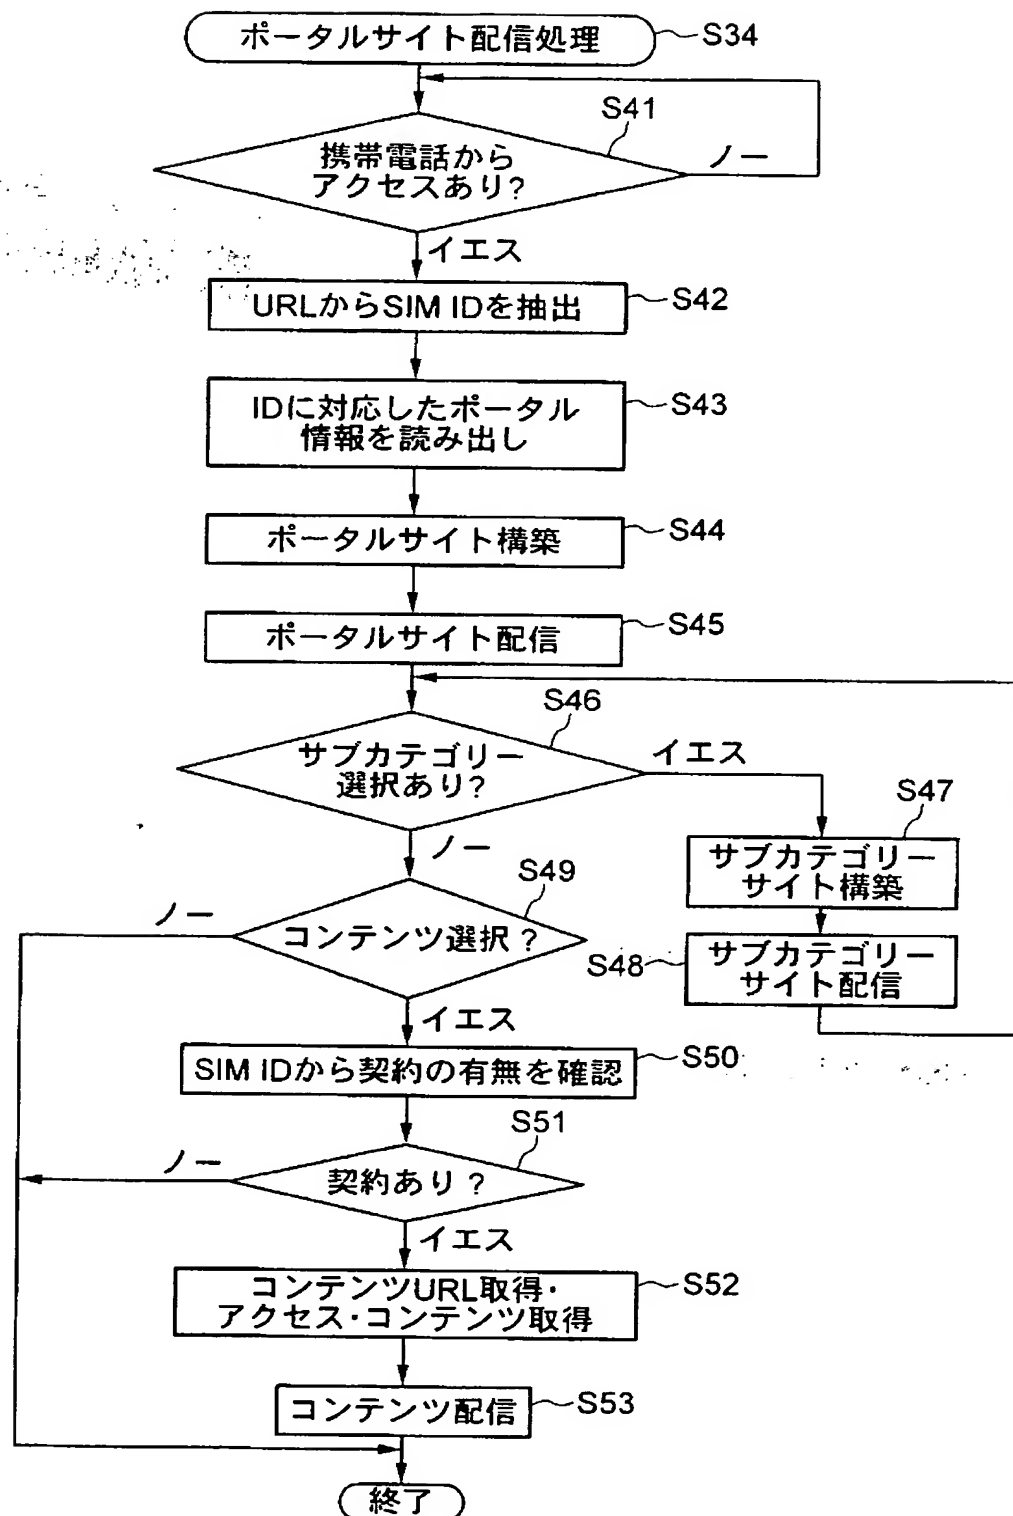 ポータルサイト配信処理
S34
S41
携帯電話から
アクセスあり?
ノー
イエス
URLからSIM IDを抽出
S42
IDに対応したポータル
情報を読み出し
S43
ポータルサイト構築
S44
ポータルサイト配信
S45
S46
サブカテゴリー
選択あり?
イエス
ノー
S47
サブカテゴリー
サイト構築
S48
サブカテゴリー
サイト配信
S49
コンテンツ選択?
ノー
イエス
SIM IDから契約の有無を確認
S50
S51
契約あり?
ノー
イエス
コンテンツURL取得・
アクセス・コンテンツ取得
S52
コンテンツ配信
S53
終了